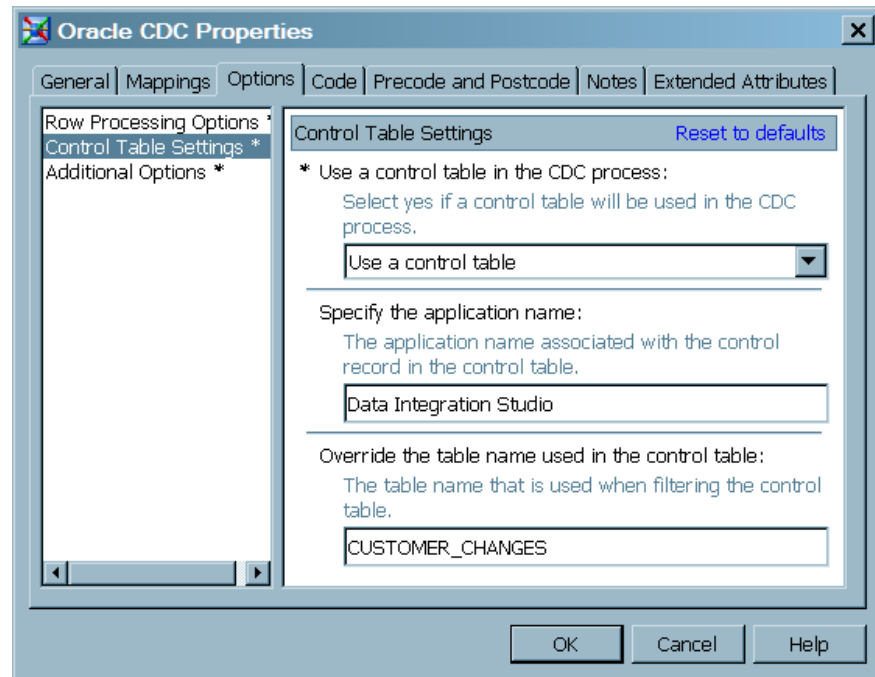 Oracle CDC Properties
General Mappings Options Code Precode and Postcode Notes Extended Attributes
Row Processing Options *
Control Table Settings *
Additional Options *
Control Table Settings Reset to defaults
* Use a control table in the CDC process:
Select yes if a control table will be used in the CDC
process.
Use a control table
Specify the application name:
The application name associated with the control
record in the control table.
Data Integration Studio
Override the table name used in the control table:
The table name that is used when filtering the control
table.
CUSTOMER_CHANGES
OK Cancel Help